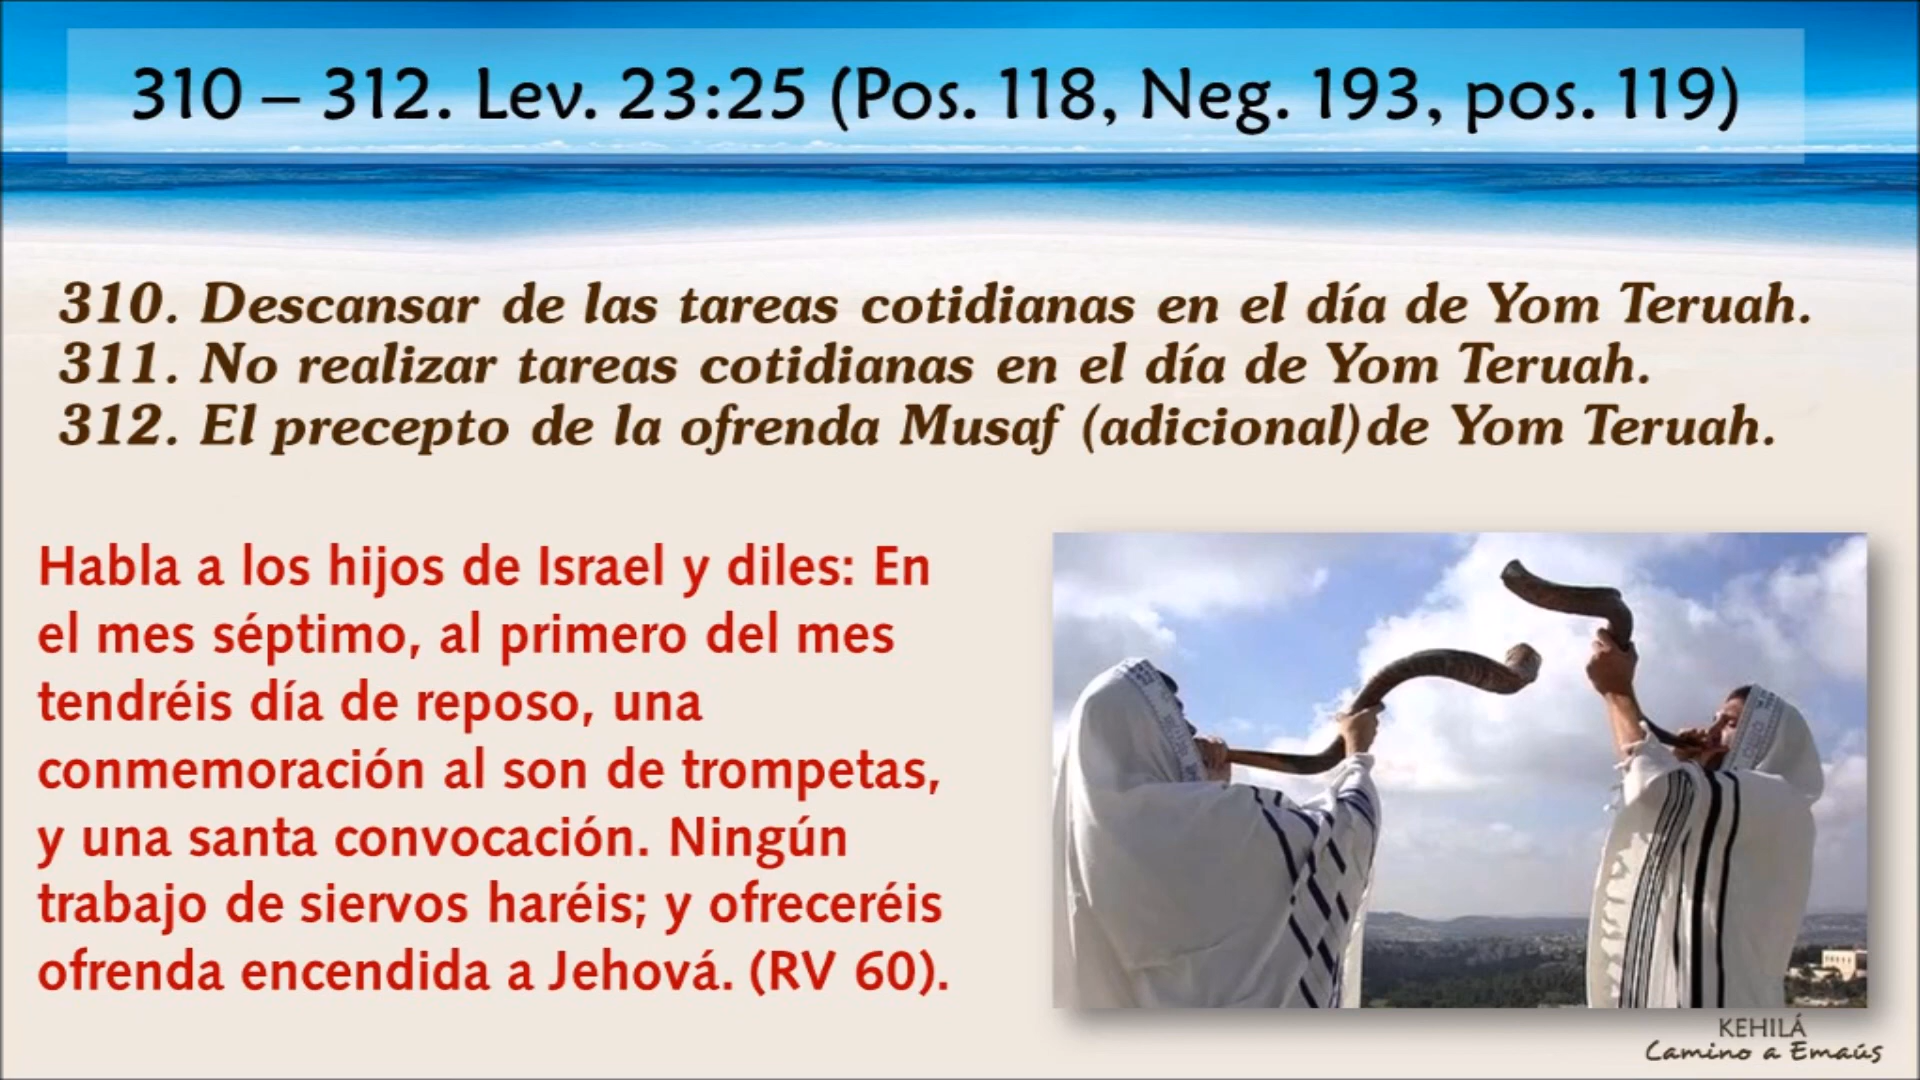 310 – 312. Lev. 23:25 (Pos. 118, Neg. 193, pos. 119)
310. Descansar de las tareas cotidianas en el día de Yom Teruah.
311. No realizar tareas cotidianas en el día de Yom Teruah.
312. El precepto de la ofrenda Musaf (adicional)de Yom Teruah.
Habla a los hijos de Israel y diles: En
el mes séptimo, al primero del mes
tendréis día de reposo, una
conmemoración al son de trompetas,
y una santa convocación. Ningún
trabajo de siervos haréis; y ofreceréis
ofrenda encendida a Jehová. (RV 60).
KEHILÁ
Camino a Emaús